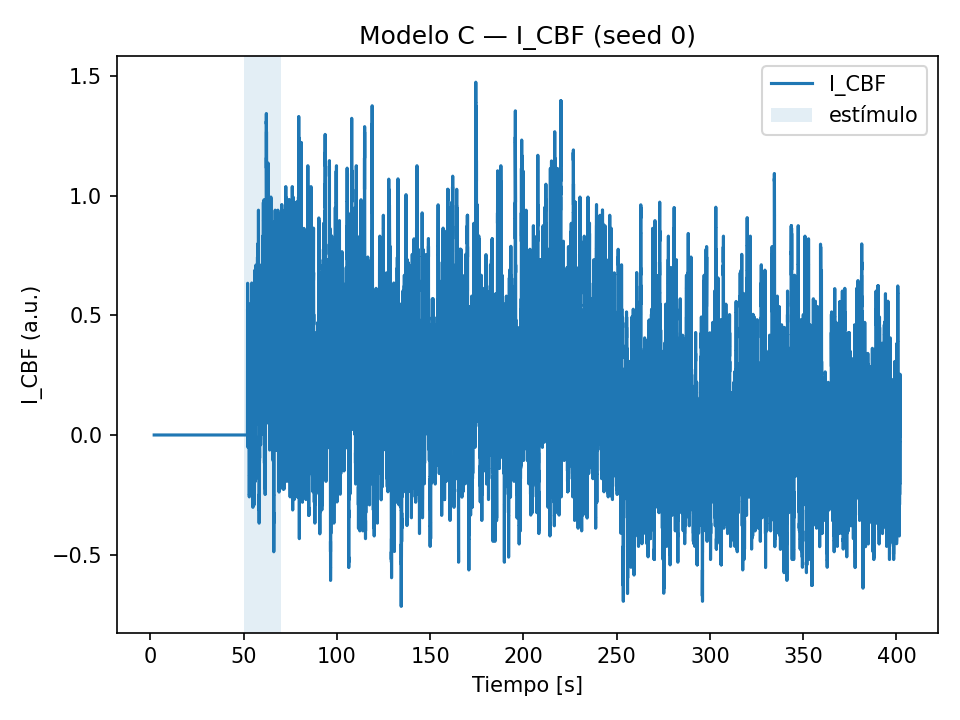 Modelo C — I_CBF (seed 0)
I_CBF
estímulo
1.5
1.0
0.5
0.0
−0.5
I_CBF (a.u.)
0 50 100 150 200 250 300 350 400
Tiempo [s]